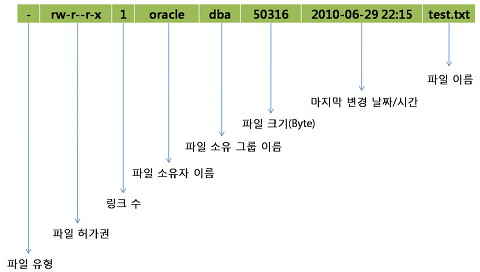 - rw-r--r-x 1 oracle dba 50316 2010-06-29 22:15 test.txt
파일 이름
마지막 변경 날짜/시간
파일 크기(Byte)
파일 소유 그룹 이름
파일 소유자 이름
링크 수
파일 허가권
파일 유형